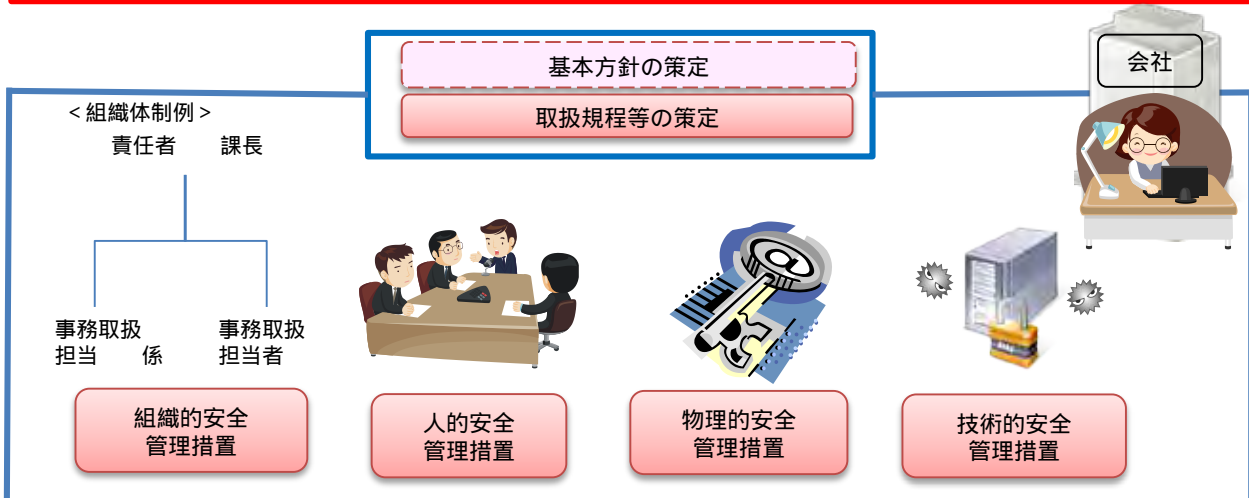 基本方針の策定
取扱規程等の策定
会社
<組織体制例>
責任者　　課長
事務取扱
担当　　係
事務取扱
担当者
組織的安全
管理措置
人的安全
管理措置
物理的安全
管理措置
技術的安全
管理措置